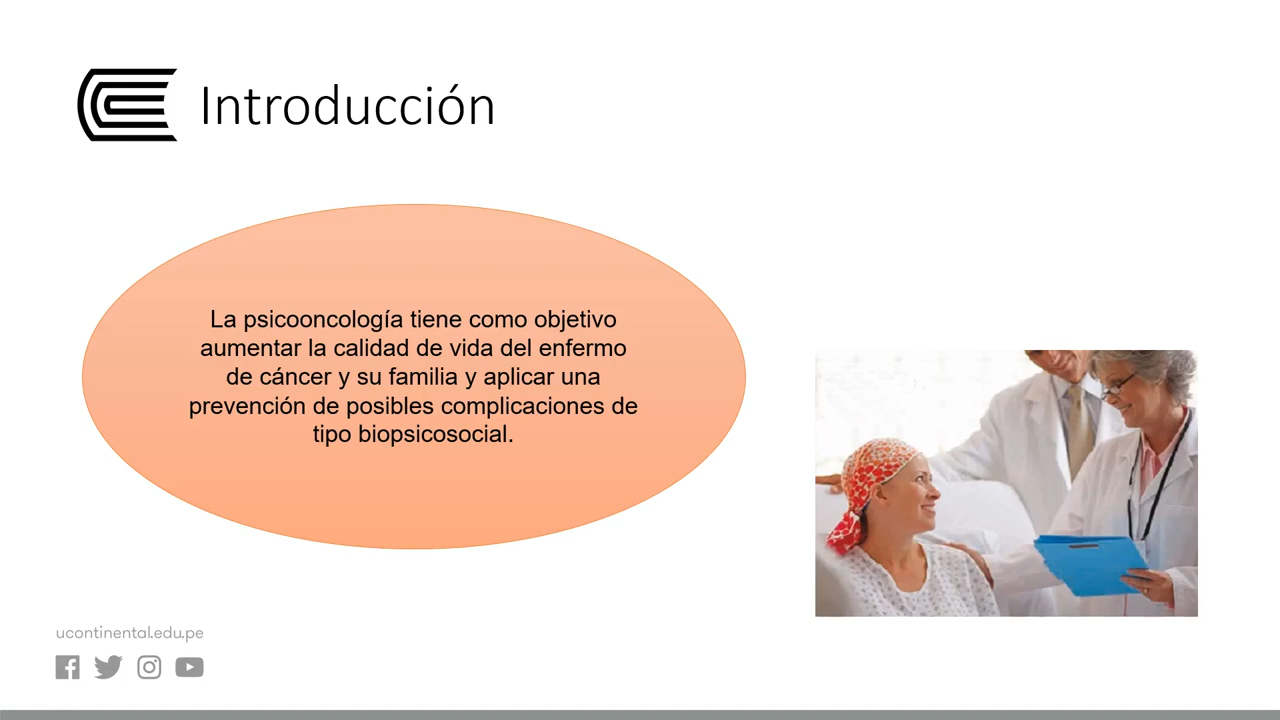 Introducción
La psicooncología tiene como objetivo
aumentar la calidad de vida del enfermo
de cáncer y su familia y aplicar una
prevención de posibles complicaciones de
tipo biopsicosocial.
ucontinental.edu.pe